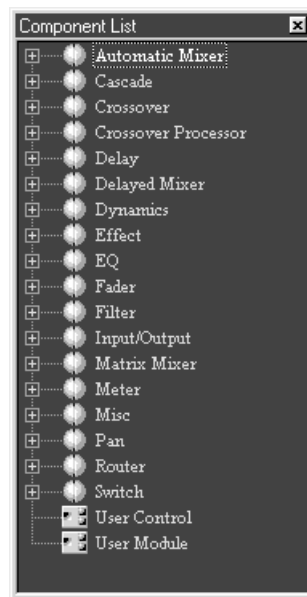 Component List
Automatic Mixer
Cascade
Crossover
Crossover Processor
Delay
Delayed Mixer
Dynamics
Effect
EQ
Fader
Filter
Input/Output
Matrix Mixer
Meter
Misc
Pan
Router
Switch
User Control
User Module